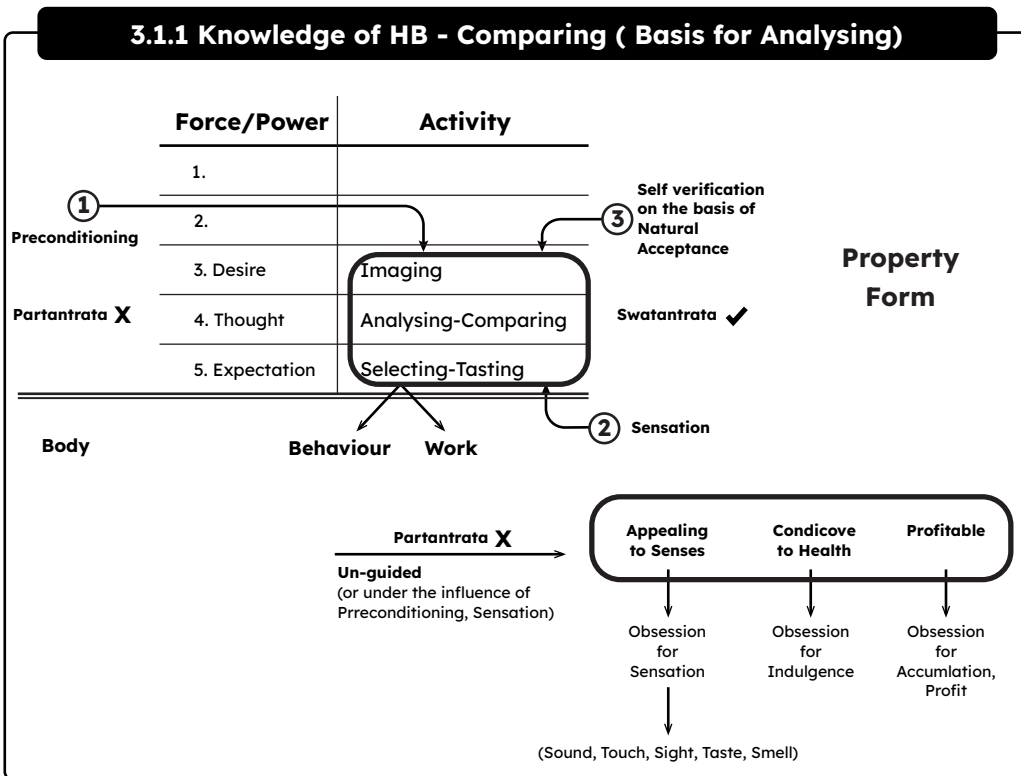 3.1.1 Knowledge of HB - Comparing ( Basis for Analysing)
Force/Power
Activity
1.
2.
3. Desire
Imaging
4. Thought
Analysing-Comparing
5. Expectation
Selecting-Tasting
1
Preconditioning
Partantrata X
3
Self verification
on the basis of
Natural
Acceptance
Swatantrata ✔
Property
Form
2
Sensation
Body
Behaviour
Work
Partantrata X
Un-guided
(or under the influence of
Prreconditioning, Sensation)
Appealing
to Senses
Condicove
to Health
Profitable
Obsession
for
Sensation
Obsession
for
Indulgence
Obsession
for
Accumlation,
Profit
(Sound, Touch, Sight, Taste, Smell)